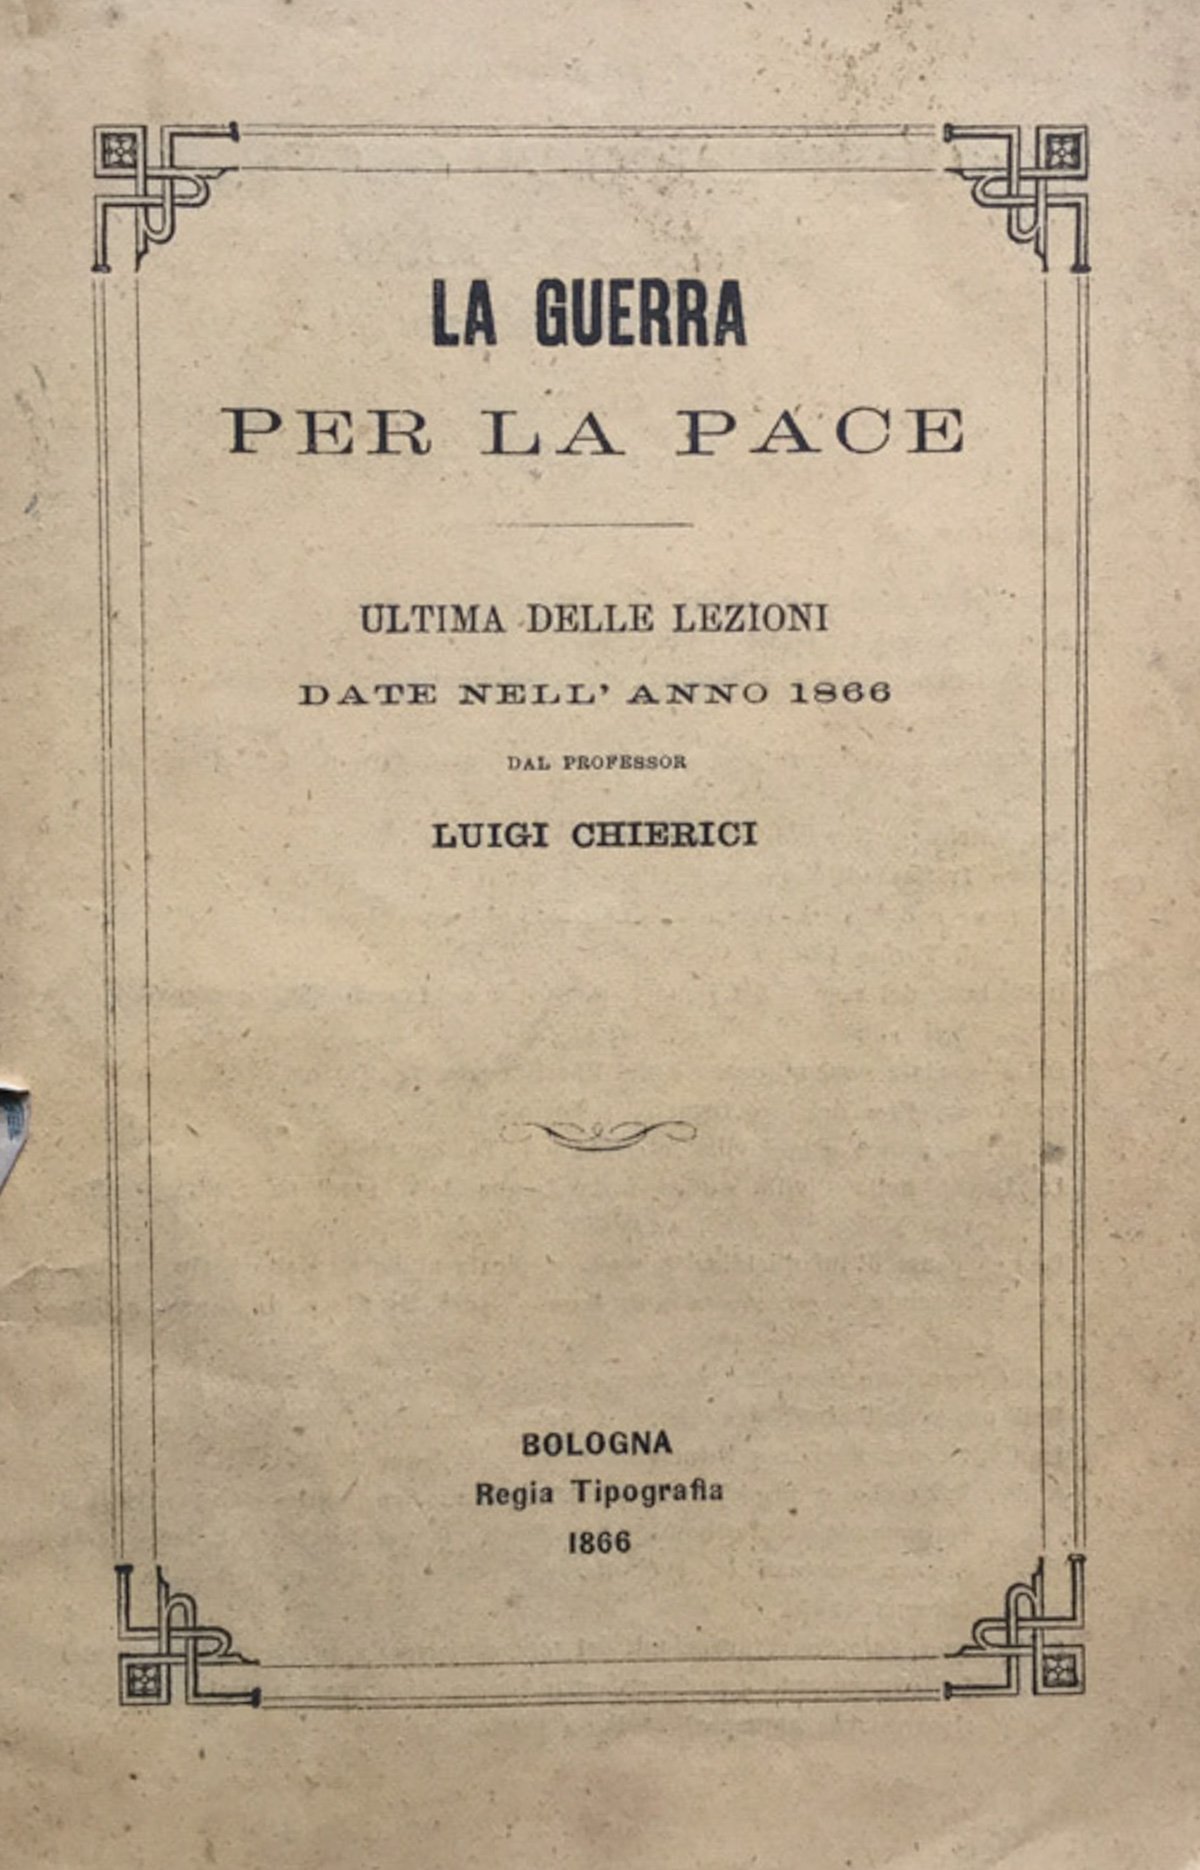 LA GUERRA
PER LA PACE
ULTIMA DELLE LEZIONI
DATE NELL' ANNO 1866
DAL PROFESSOR
LUIGI CHIERICI
BOLOGNA
Regia Tipografia
1866